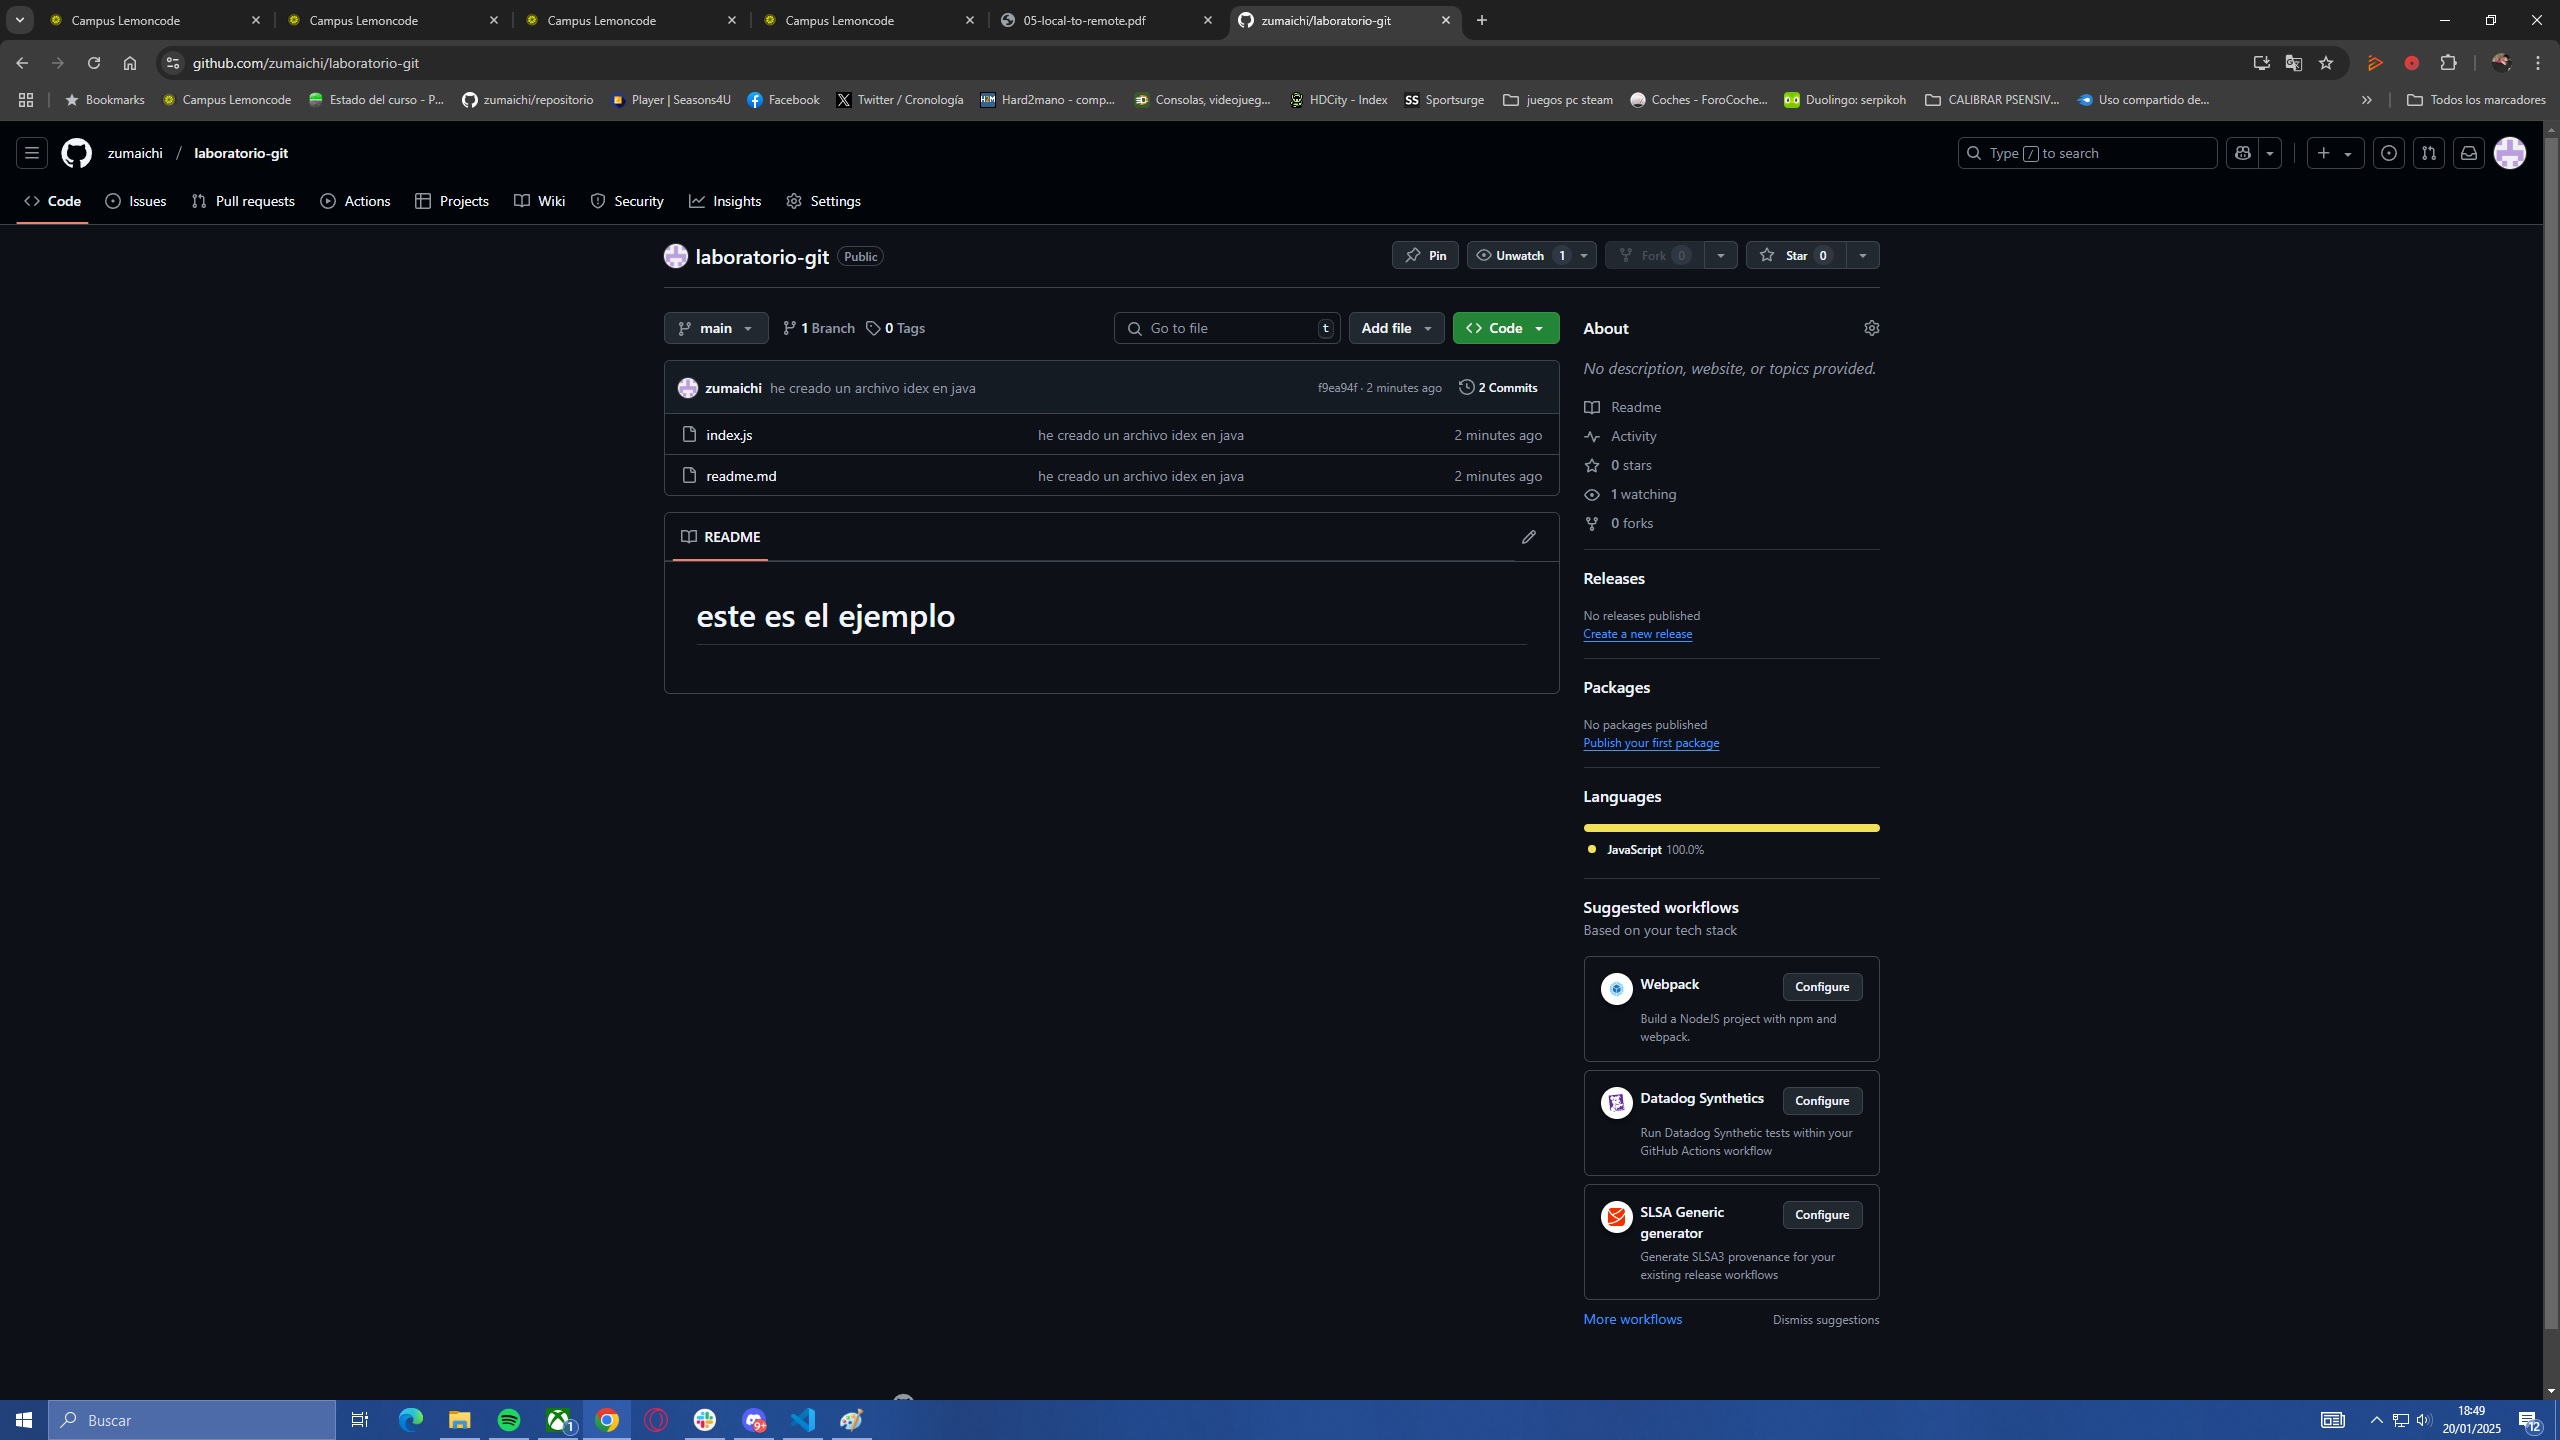 Campus Lemoncode
Campus Lemoncode
Campus Lemoncode
Campus Lemoncode
05-local-to-remote.pdf
zumaichi/laboratorio-git
github.com/zumaichi/laboratorio-git
Bookmarks
Campus Lemoncode
Estado del curso - P...
zumaichi/repositorio
Player | Seasons4U
Facebook
Twitter / Cronología
H2M
Hard2mano - comp...
Consolas, videojueg...
HDCity - Index
SS
Sportsurge
juegos pc steam
Coches - ForoCoche...
Duolingo: serpikoh
CALIBRAR PSENSIV...
Uso compartido de...
Todos los marcadores
zumaichi / laboratorio-git
Type / to search
Code
Issues
Pull requests
Actions
Projects
Wiki
Security
Insights
Settings
laboratorio-git Public
Pin
Unwatch 1
Fork 0
Star 0
main
1 Branch
0 Tags
Go to file t
Add file
Code
zumaichi he creado un archivo idex en java f9ea94f · 2 minutes ago 2 Commits
index.js he creado un archivo idex en java 2 minutes ago
readme.md he creado un archivo idex en java 2 minutes ago
README
este es el ejemplo
About
No description, website, or topics provided.
Readme
Activity
0 stars
1 watching
0 forks
Releases
No releases published
Create a new release
Packages
No packages published
Publish your first package
Languages
JavaScript 100.0%
Suggested workflows
Based on your tech stack
Webpack Configure
Build a NodeJS project with npm and
webpack.
Datadog Synthetics Configure
Run Datadog Synthetic tests within your
GitHub Actions workflow
SLSA Generic Configure
generator
Generate SLSA3 provenance for your
existing release workflows
More workflows Dismiss suggestions
Buscar
1
9+
18:49
20/01/2025
12